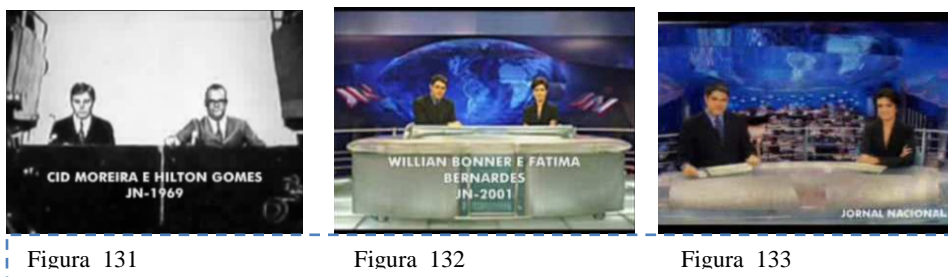 CID MOREIRA E HILTON GOMES
JN-1969
WILLIAN BONNER E FÁTIMA
BERNARDES
JN-2001
JORNAL NACIONAL
Figura 131
Figura 132
Figura 133